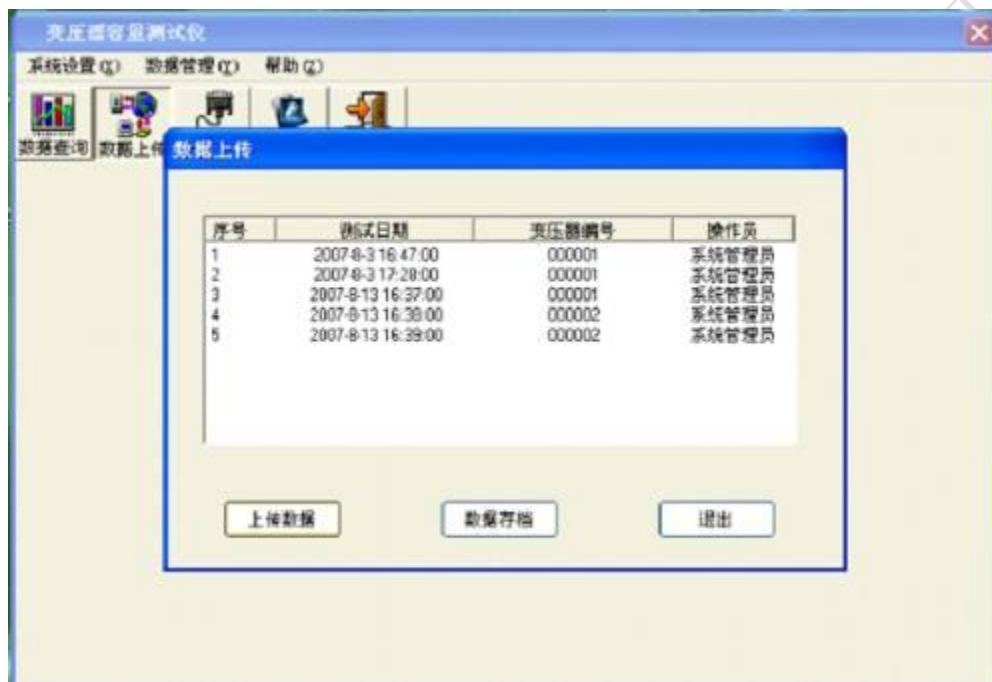 变压器容量测试仪
系统设置(X) 数据管理(Y) 帮助(Z)
数据查询 数据上传
数据上传
序号 测试日期 变压器编号 操作员
1 2007-8-3 16:47:00 000001 系统管理员
2 2007-8-3 17:28:00 000001 系统管理员
3 2007-8-13 16:37:00 000001 系统管理员
4 2007-8-13 16:38:00 000002 系统管理员
5 2007-8-13 16:39:00 000002 系统管理员
上传数据 数据存档 退出